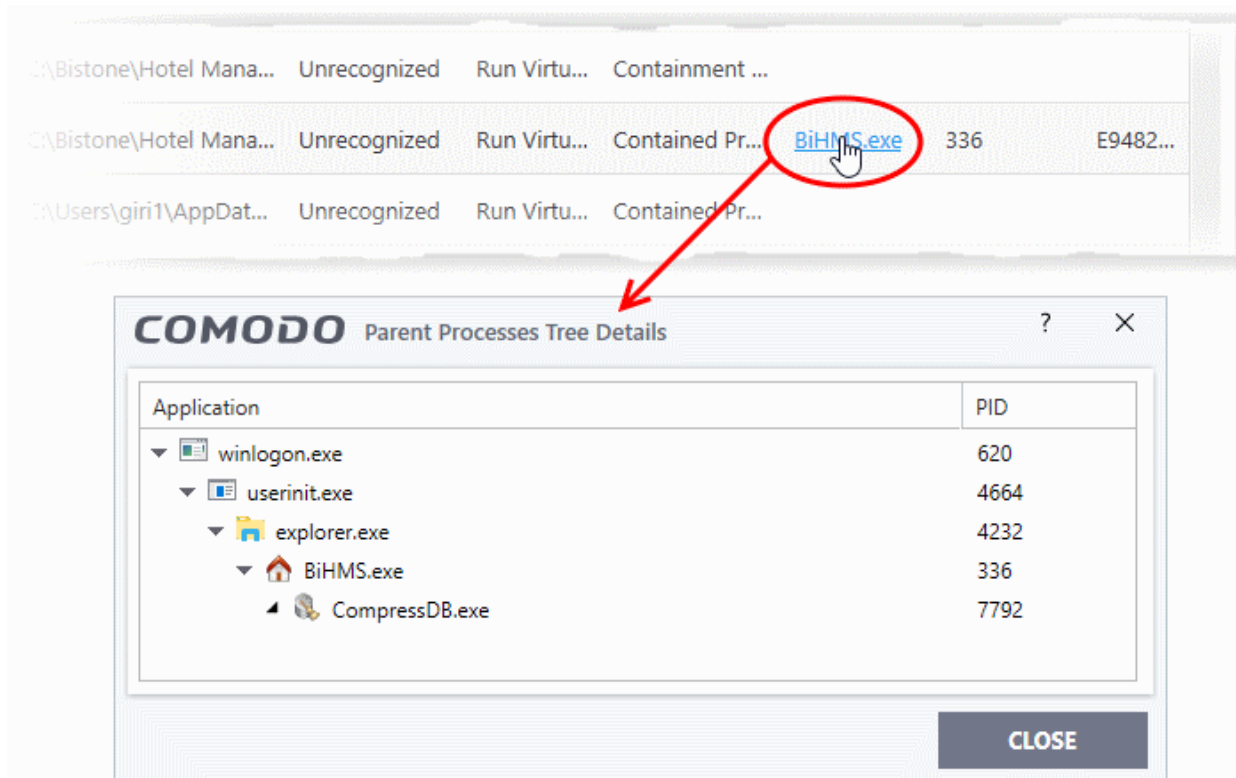 :\Bistone\Hotel Mana... Unrecognized Run Virtu... Containment ...
C:\Bistone\Hotel Mana... Unrecognized Run Virtu... Contained Pr... BiHMS.exe 336 E9482...
C:\Users\giri1\AppDat... Unrecognized Run Virtu... Contained Pr...
COMODO Parent Processes Tree Details ? X
Application PID
winlogon.exe 620
userinit.exe 4664
explorer.exe 4232
BiHMS.exe 336
CompressDB.exe 7792
CLOSE